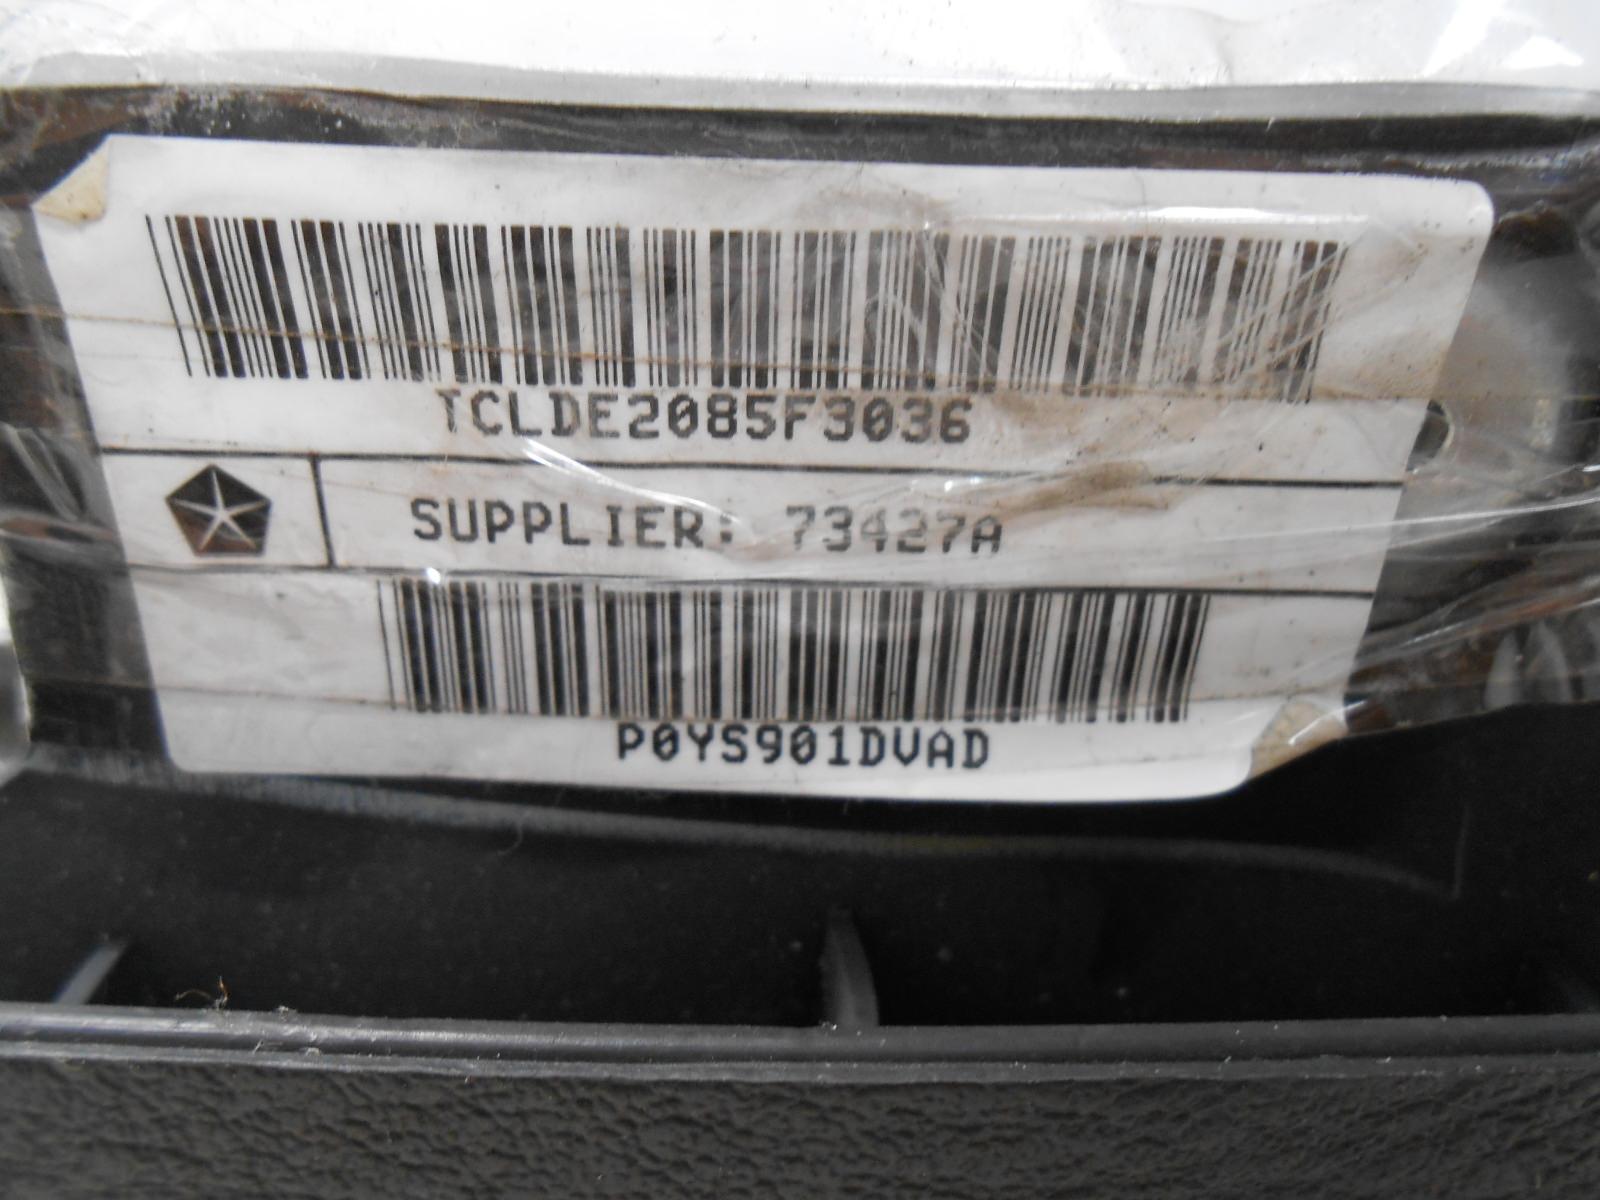 TCLDE2085F3036
SUPPLIER: 73427A
P0YS901DVAD